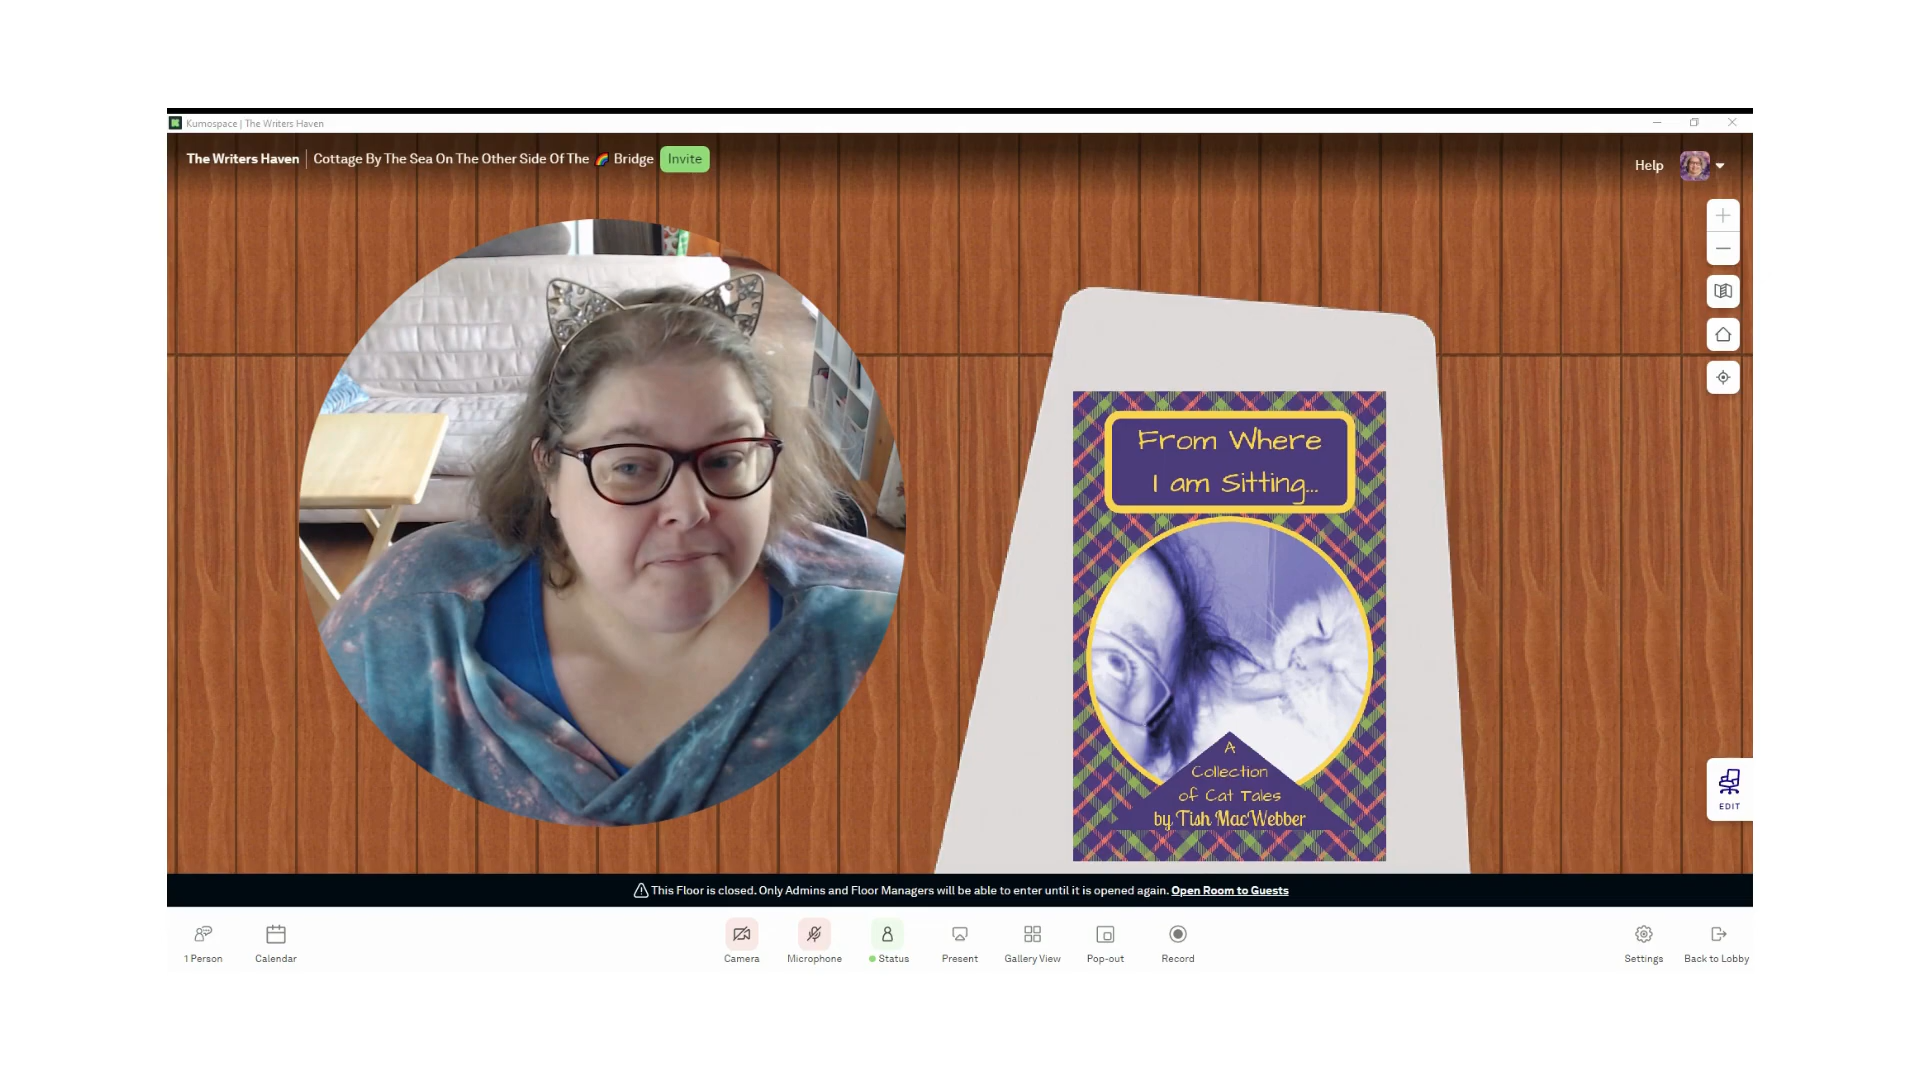 Kumospace | The Writers Haven
The Writers Haven | Cottage By The Sea On The Other Side Of The 🌈 Bridge Invite
Help
From Where
I am Sitting...
A
Collection
of Cat Tales
by Tish MacWebber
EDIT
This Floor is closed. Only Admins and Floor Managers will be able to enter until it is opened again. Open Room to Guests
1 Person Calendar Camera Microphone Status Present Gallery View Pop-out Record Settings Back to Lobby